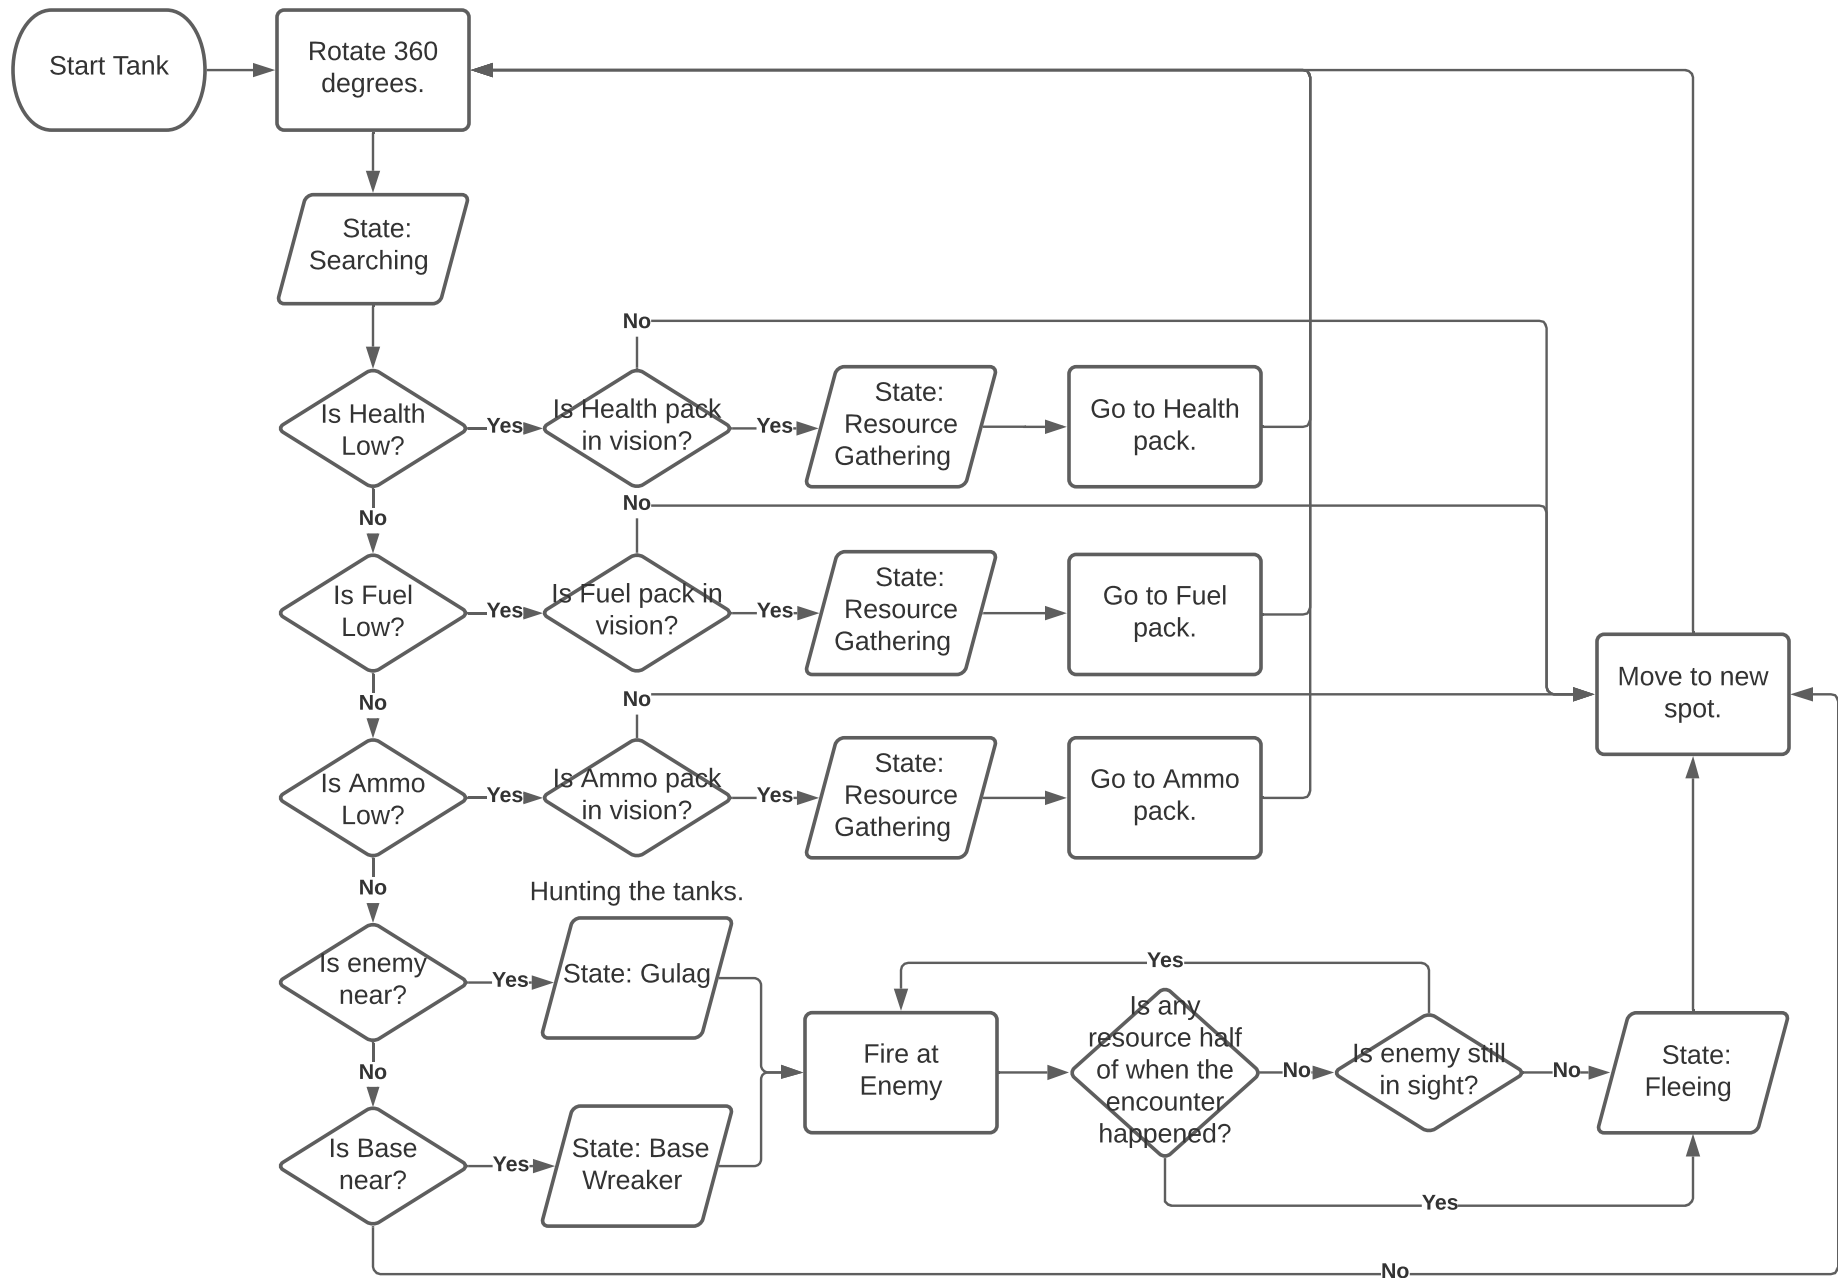 Start Tank
Rotate 360
degrees.
State:
Searching
No
Is Health
Low?
Yes
Is Health pack
in vision?
Yes
State:
Resource
Gathering
Go to Health
pack.
No
No
Is Fuel
Low?
Yes
Is Fuel pack in
vision?
Yes
State:
Resource
Gathering
Go to Fuel
pack.
Move to new
spot.
No
No
Is Ammo
Low?
Yes
Is Ammo pack
in vision?
Yes
State:
Resource
Gathering
Go to Ammo
pack.
No
Hunting the tanks.
Is enemy
near?
Yes
State: Gulag
Yes
Fire at
Enemy
Is any
resource half
of when the
encounter
happened?
No
Is enemy still
in sight?
No
State:
Fleeing
No
Is Base
near?
Yes
State: Base
Wreaker
Yes
No